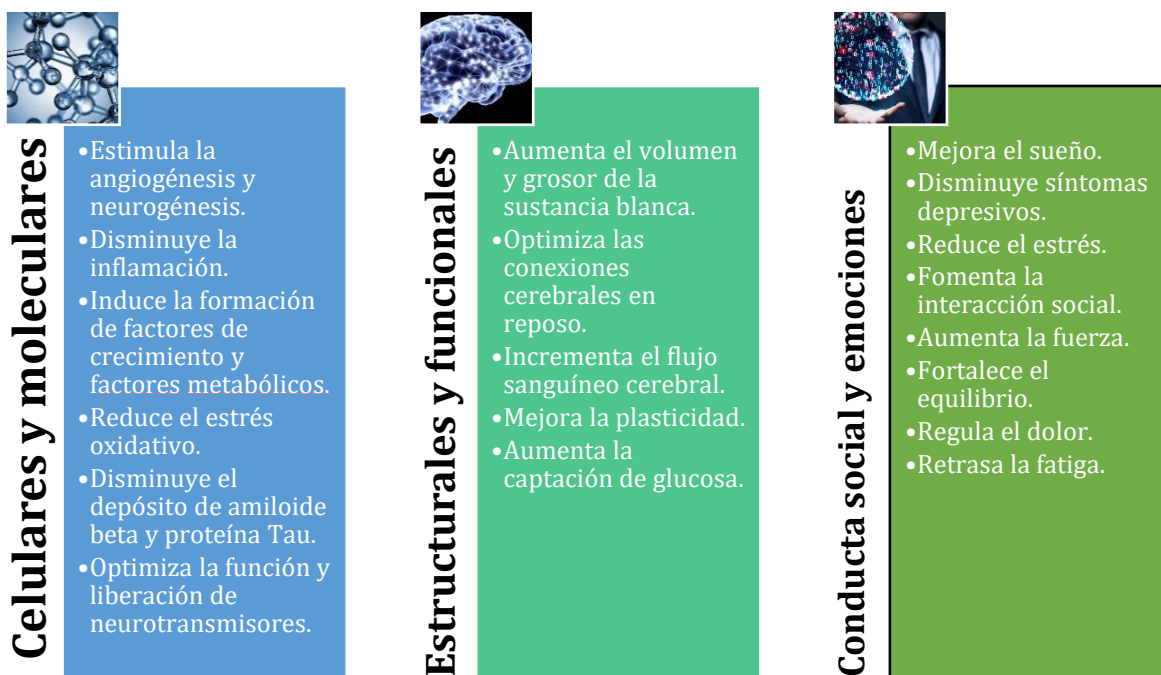 Celulares y moleculares
•Estimula la
angiogénesis y
neurogénesis.
•Disminuye la
inflamación.
•Induce la formación
de factores de
crecimiento y
factores metabólicos.
•Reduce el estrés
oxidativo.
•Disminuye el
depósito de amiloide
beta y proteína Tau.
•Optimiza la función y
liberación de
neurotransmisores.
Estructurales y funcionales
•Aumenta el volumen
y grosor de la
sustancia blanca.
•Optimiza las
conexiones
cerebrales en
reposo.
•Incrementa el flujo
sanguíneo cerebral.
•Mejora la plasticidad.
•Aumenta la
captación de glucosa.
Conducta social y emociones
•Mejora el sueño.
•Disminuye síntomas
depresivos.
•Reduce el estrés.
•Fomenta la
interacción social.
•Aumenta la fuerza.
•Fortalece el
equilibrio.
•Regula el dolor.
•Retrasa la fatiga.